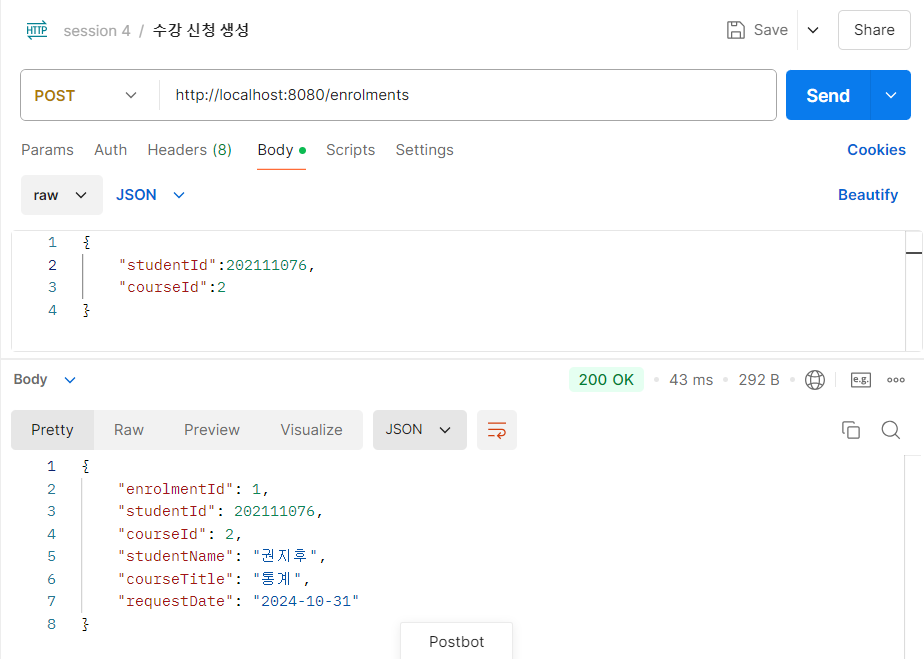 HTTP session 4 / 수강 신청 생성 Save Share
POST http://localhost:8080/enrolments Send
Params Auth Headers (8) Body Scripts Settings Cookies
raw JSON Beautify
1 {
2 "studentId":202111076,
3 "courseId":2
4 }
Body 200 OK 43 ms 292 B e.g.
Pretty Raw Preview Visualize JSON
1 {
2 "enrolmentId": 1,
3 "studentId": 202111076,
4 "courseId": 2,
5 "studentName": "권지후",
6 "courseTitle": "통계",
7 "requestDate": "2024-10-31"
8 }
Postbot